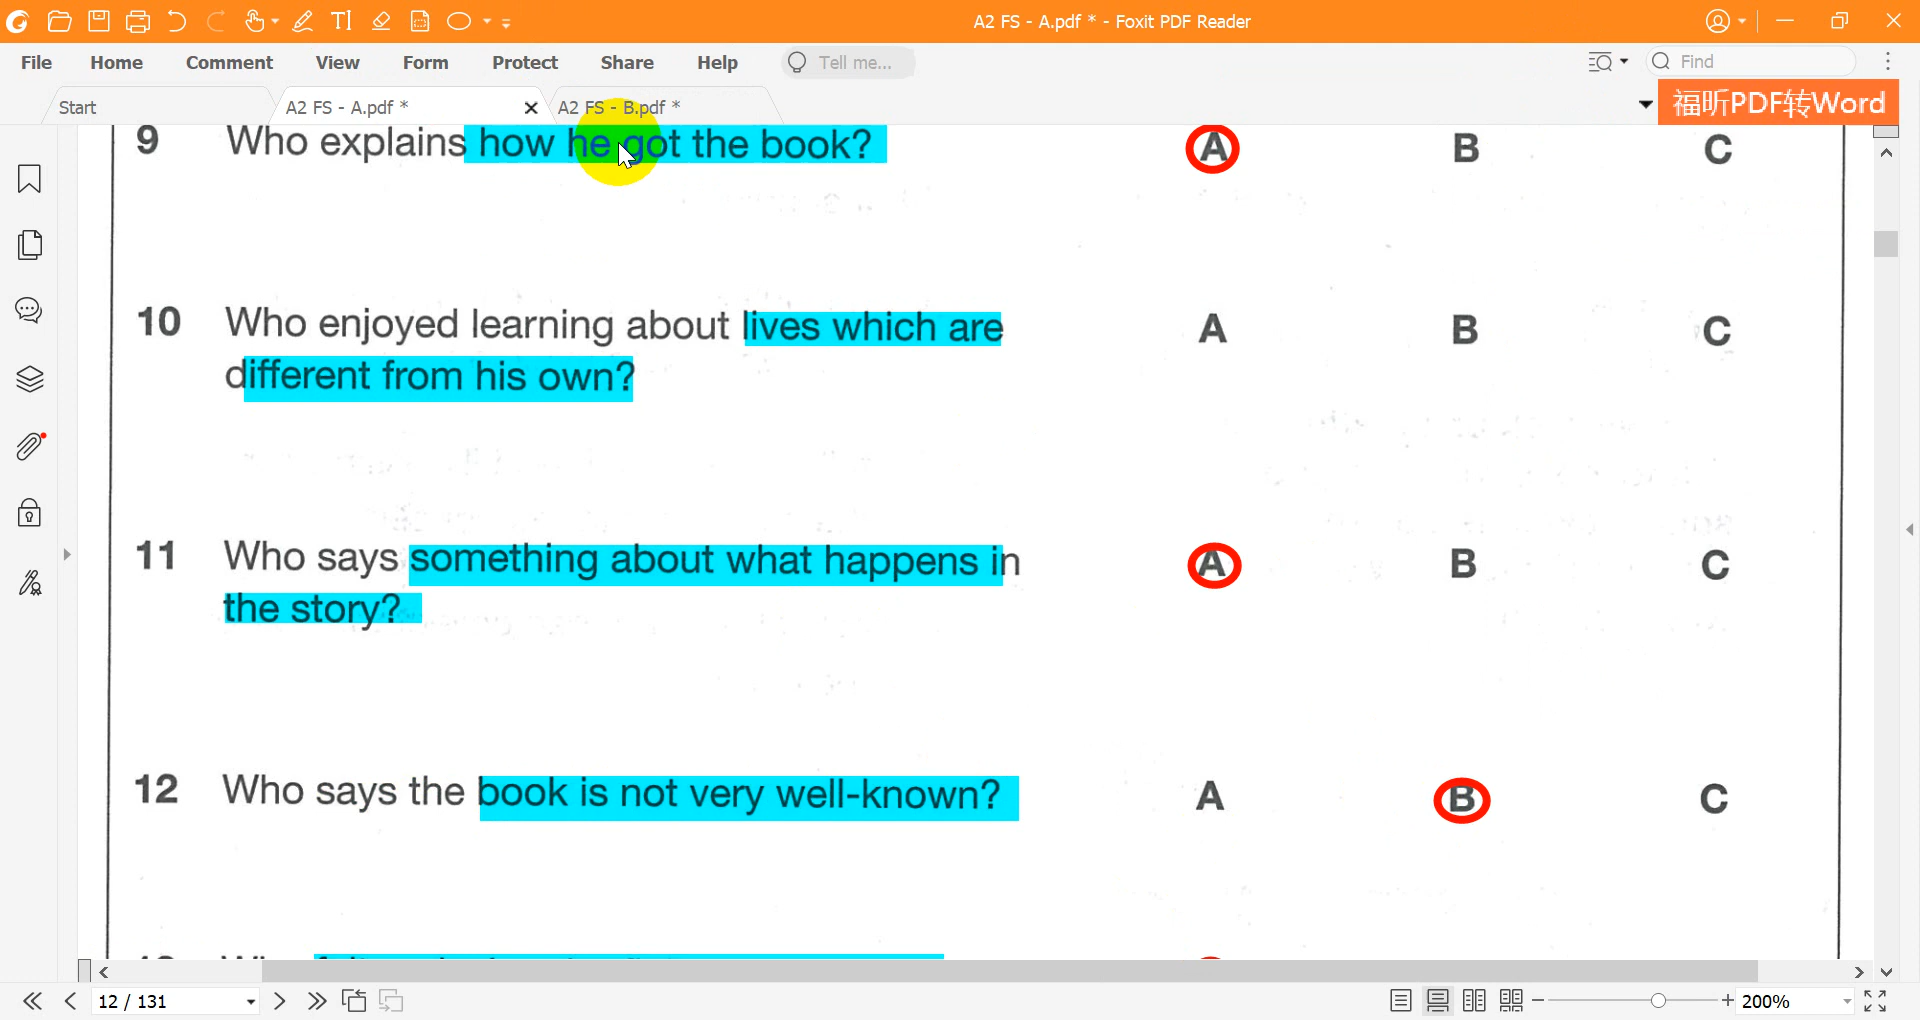 A2 FS - A.pdf * - Foxit PDF Reader
File Home Comment View Form Protect Share Help Tell me... Find
Start A2 FS - A.pdf * A2 FS - B.pdf * 福昕PDF转Word
9 Who explains how he got the book? A B C
10 Who enjoyed learning about lives which are A B C
different from his own?
11 Who says something about what happens in A B C
the story?
12 Who says the book is not very well-known? A B C
12 / 131 200%